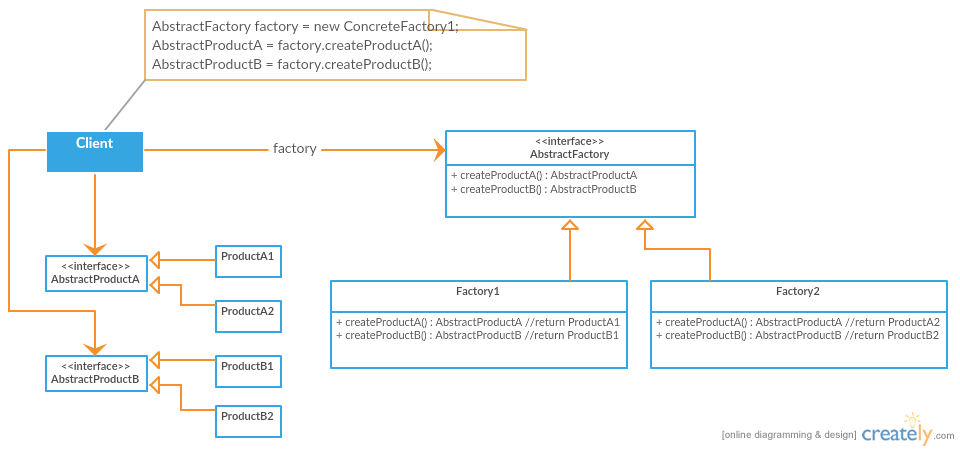 AbstractFactory factory = new ConcreteFactory1;
AbstractProductA = factory.createProductA();
AbstractProductB = factory.createProductB();
Client
factory
<<interface>>
AbstractFactory
+ createProductA() : AbstractProductA
+ createProductB() : AbstractProductB
<<interface>>
AbstractProductA
ProductA1
ProductA2
<<interface>>
AbstractProductB
ProductB1
ProductB2
Factory1
+ createProductA() : AbstractProductA //return ProductA1
+ createProductB() : AbstractProductB //return ProductB1
Factory2
+ createProductA() : AbstractProductA //return ProductA2
+ createProductB() : AbstractProductB //return ProductB2
[online diagramming & design] creately.com